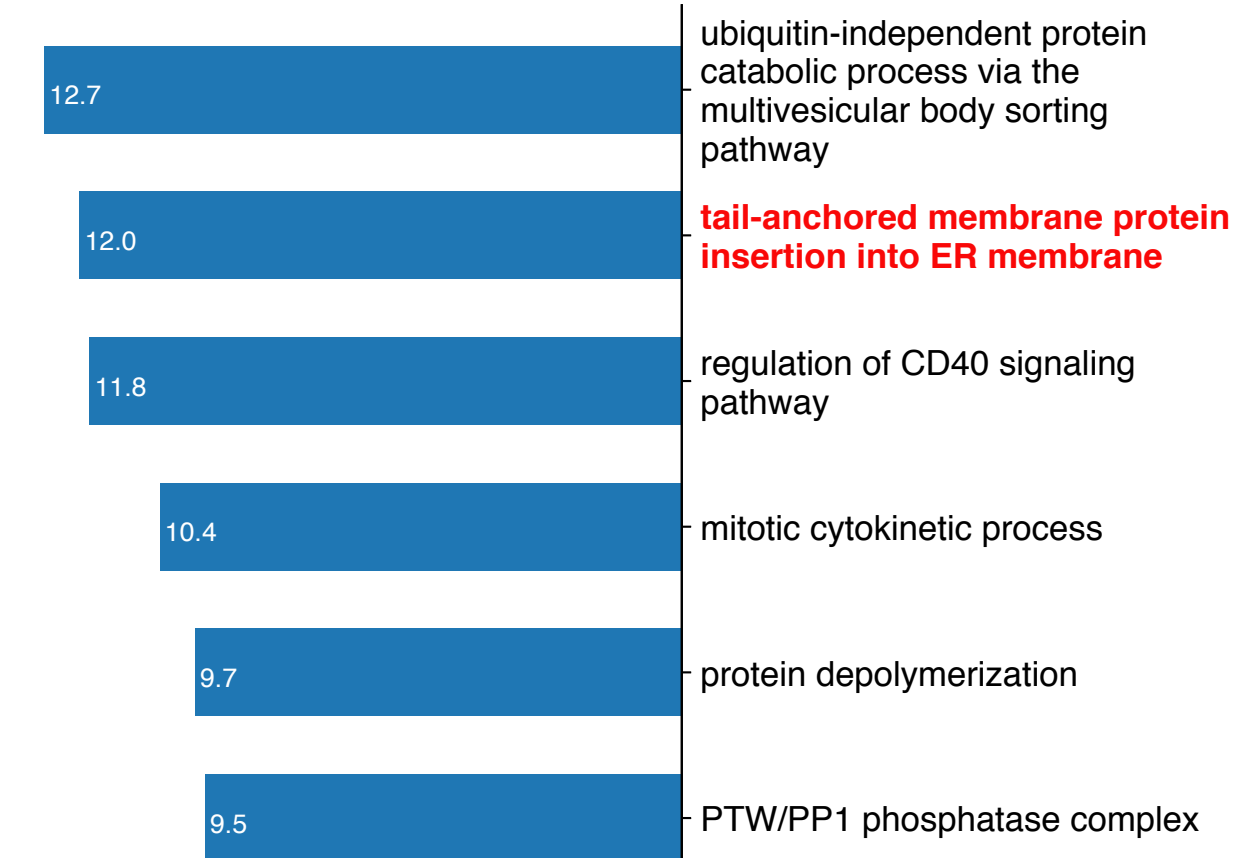 ubiquitin-independent protein
catabolic process via the
multivesicular body sorting
pathway
12.7
tail-anchored membrane protein
insertion into ER membrane
12.0
regulation of CD40 signaling
pathway
11.8
mitotic cytokinetic process
10.4
protein depolymerization
9.7
PTW/PP1 phosphatase complex
9.5